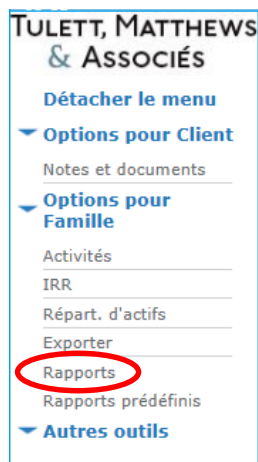 TULETT, MATTHEWS
& ASSOCIÉS
Détacher le menu
Options pour Client
Notes et documents
Options pour
Famille
Activités
IRR
Répart. d'actifs
Exporter
Rapports
Rapports prédéfinis
Autres outils